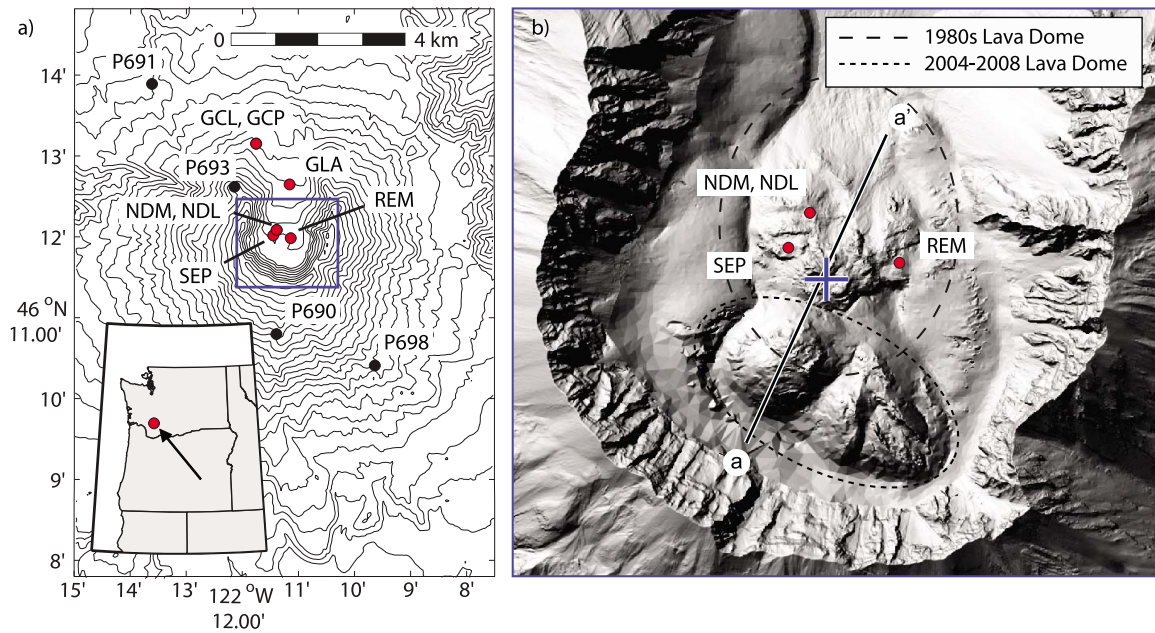 a)
0
4 km
P691
14'
GCL, GCP
13'
P693
GLA
NDM, NDL
REM
12'
SEP
46 °N
11.00'
P690
P698
10'
9'
8'
15'
13'
122 °W
12.00'
11'
10'
9'
b)
1980s Lava Dome
2004-2008 Lava Dome
a'
NDM, NDL
SEP
REM
a